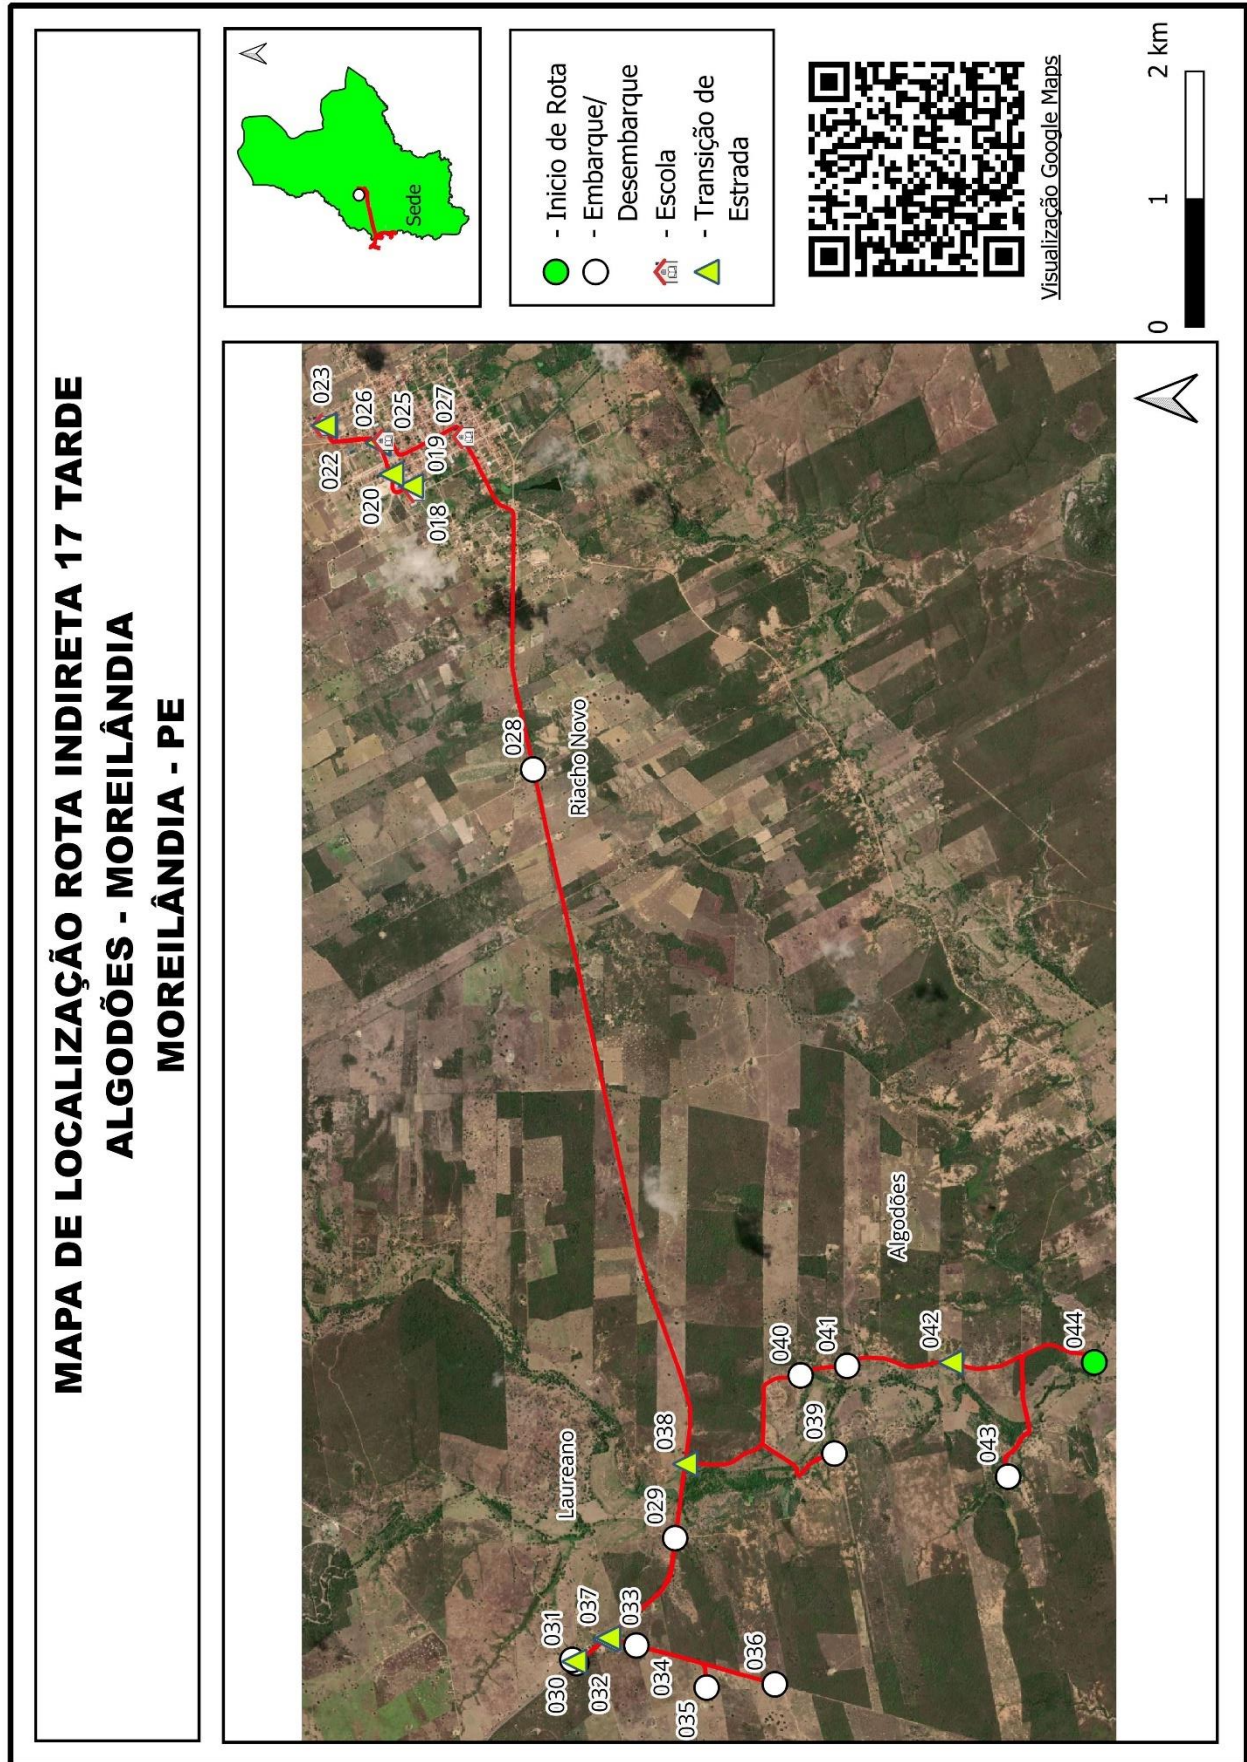 MAPA DE LOCALIZAÇÃO ROTA INDIRETA 17 TARDE
ALGODÕES - MOREILÂNDIA
MOREILÂNDIA - PE
023
022
026
025
020
019
027
018
028
Riacho Novo
Laureano
038
040
041
Algodões
042
044
039
043
029
031
037
033
030
032
034
035
036
Sede
- Inicio de Rota
- Embarque/
Desembarque
- Escola
- Transição de
Estrada
Visualização Google Maps
0 1 2 km